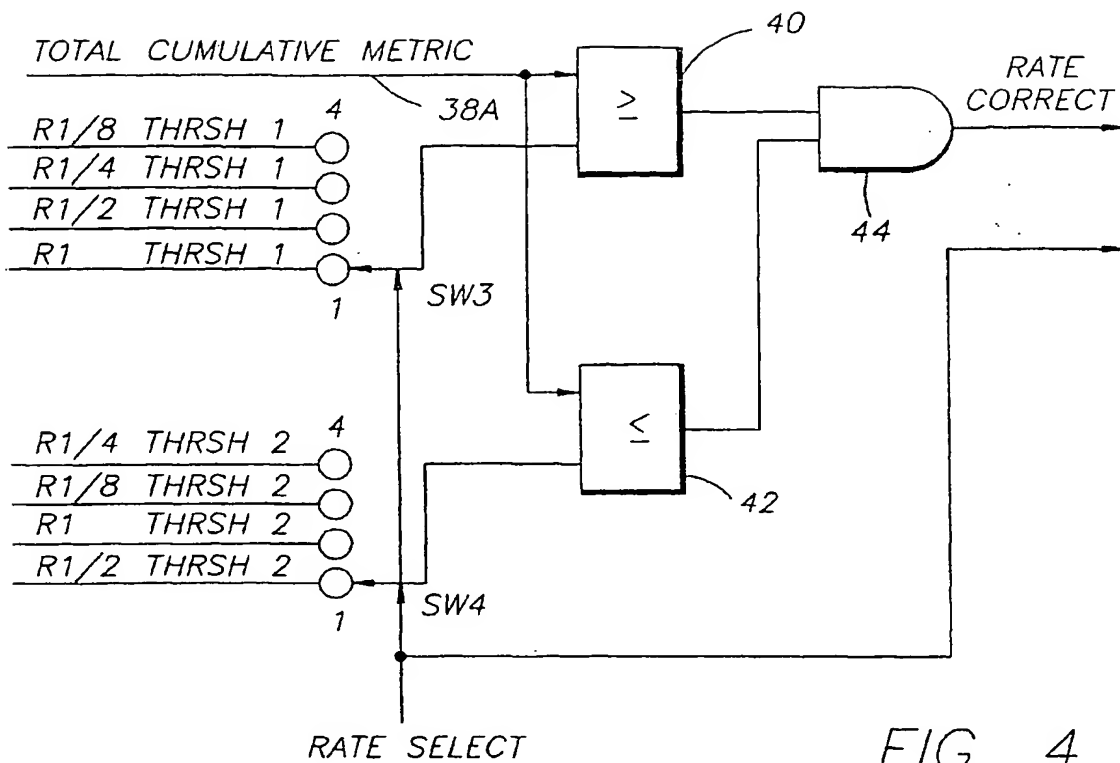 TOTAL CUMULATIVE METRIC
38A
40
≥
RATE
CORRECT
44
R1/8 THRSH 1
4
R1/4 THRSH 1
R1/2 THRSH 1
R1 THRSH 1
1
SW3
R1/4 THRSH 2
4
R1/8 THRSH 2
R1 THRSH 2
R1/2 THRSH 2
1
SW4
≤
42
RATE SELECT
FIG. 4